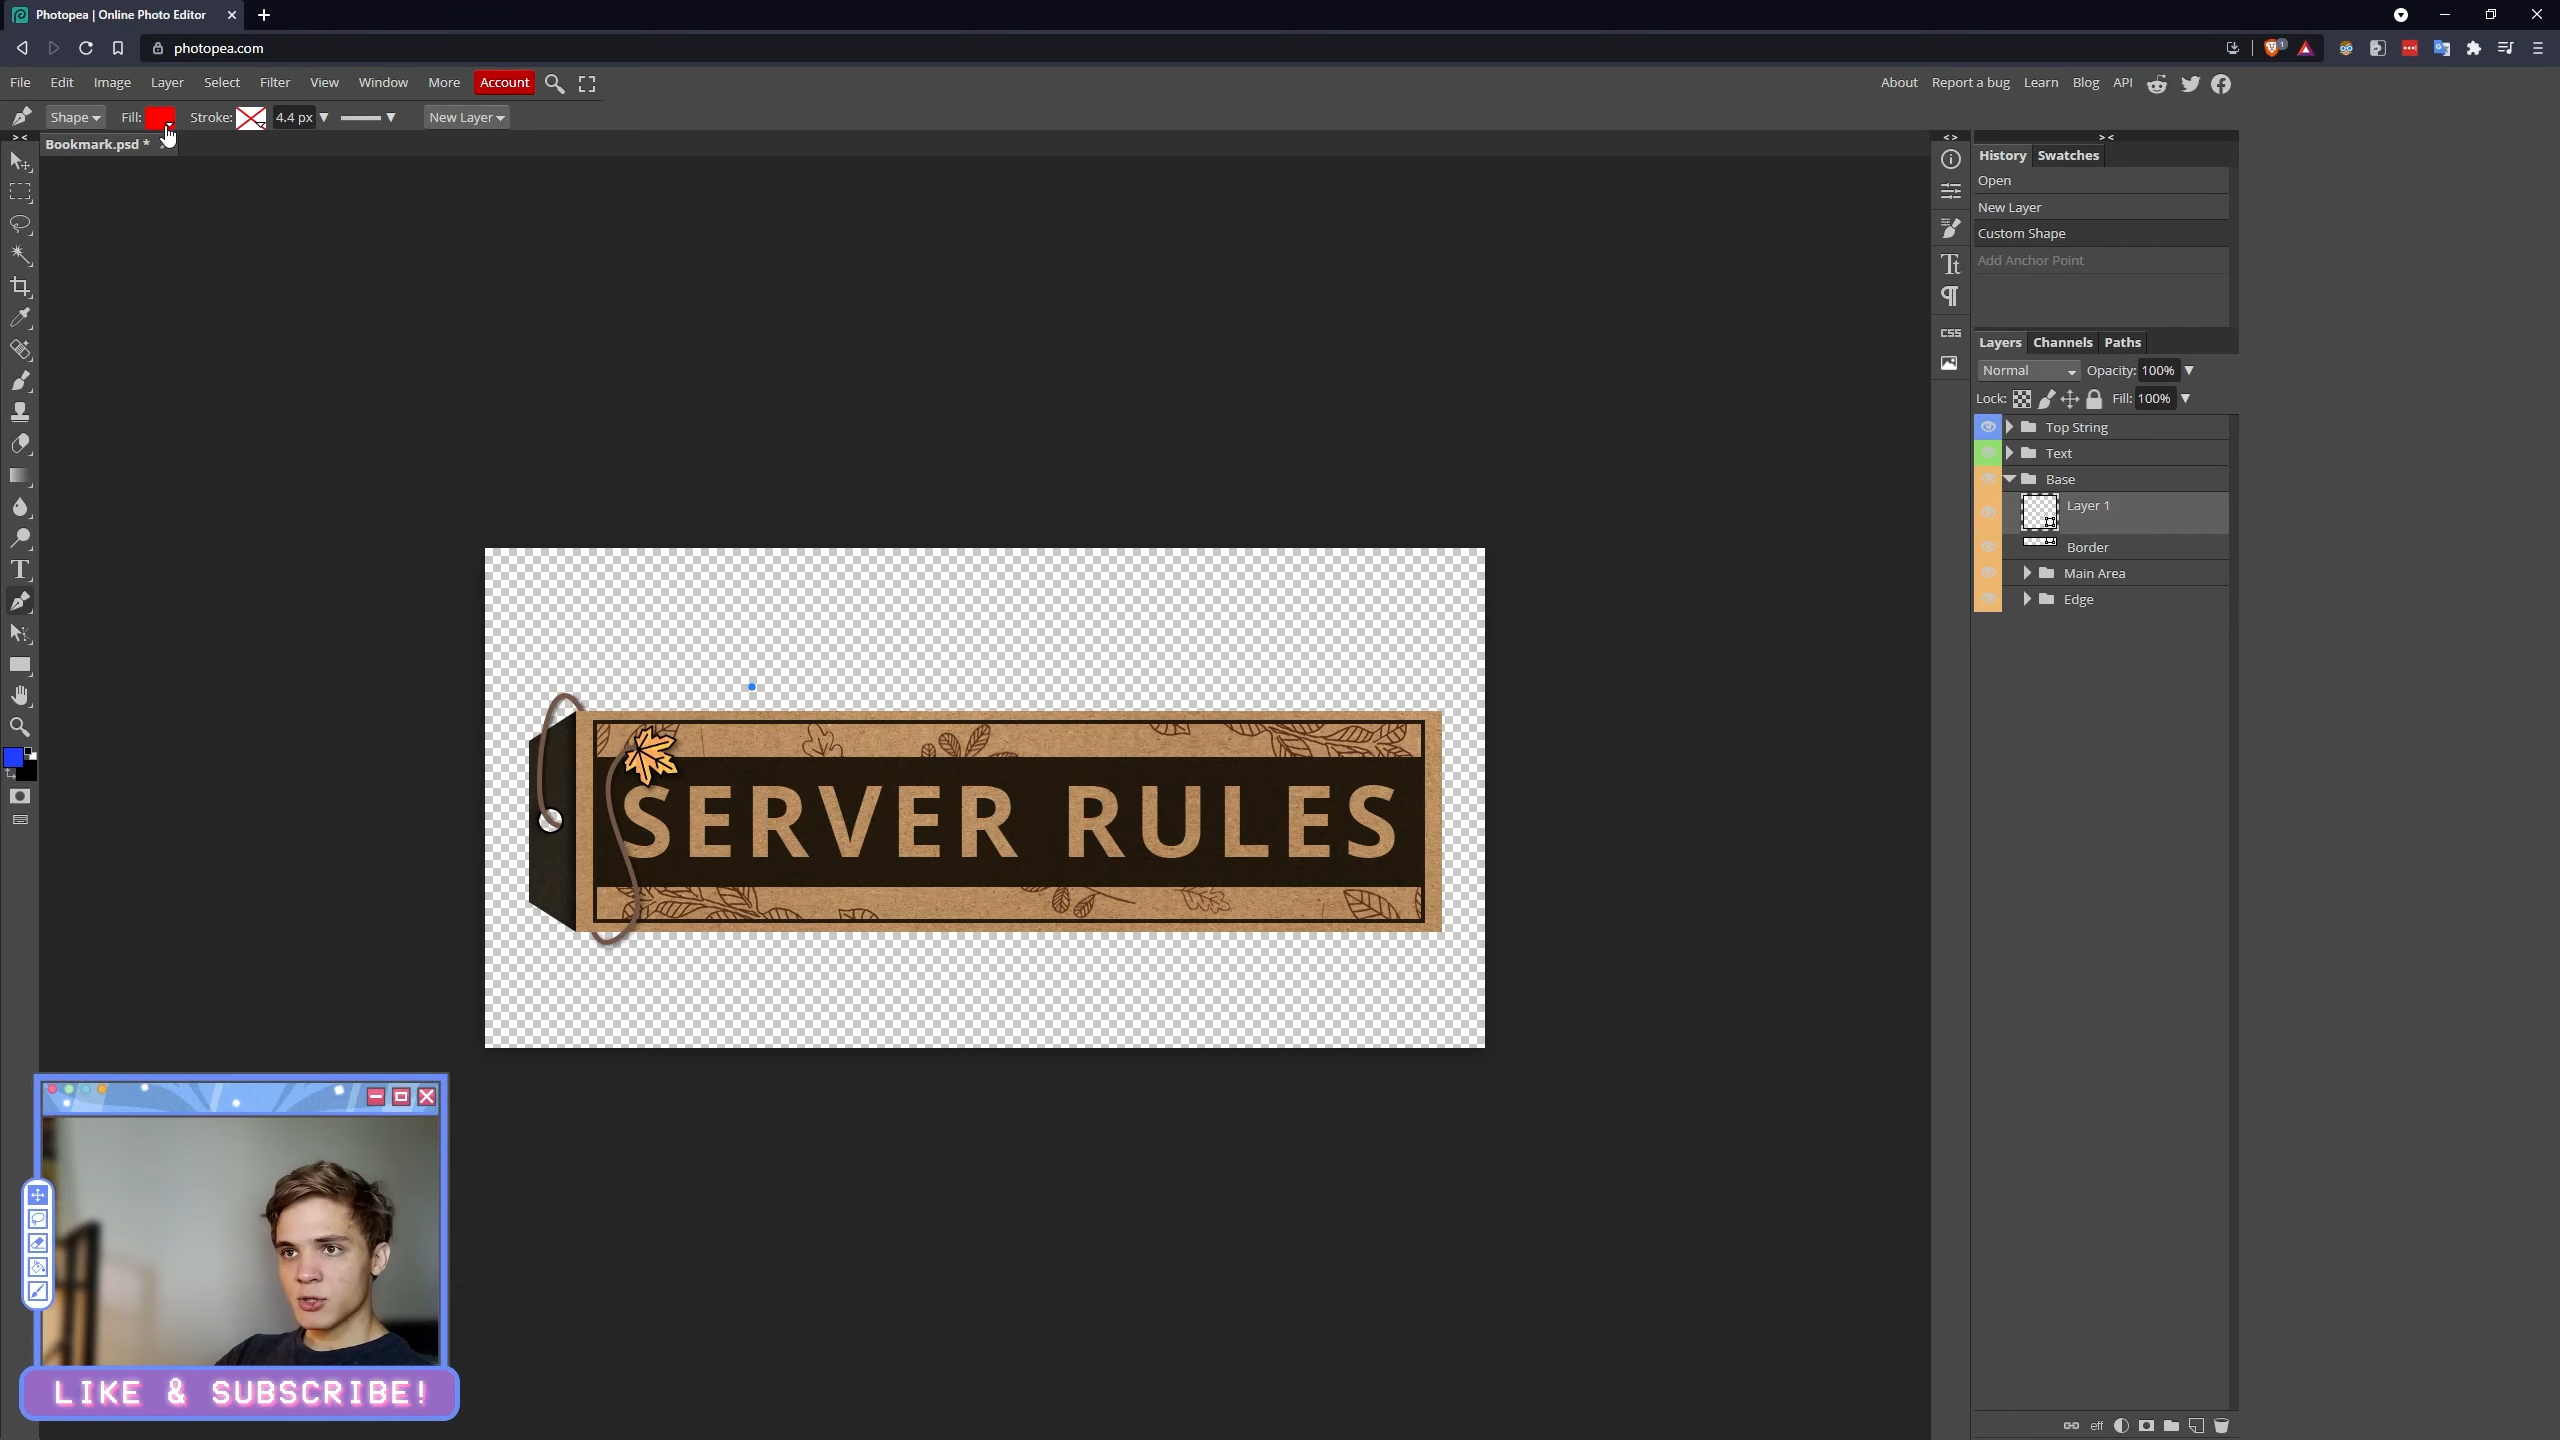 Photopea | Online Photo Editor
photopea.com
File Edit Image Layer Select Filter View Window More Account
About Report a bug Learn Blog API
Shape Fill: Stroke: 4.4 px New Layer
Bookmark.psd *
History Swatches
Open
New Layer
Custom Shape
Add Anchor Point
CSS
Layers Channels Paths
Normal Opacity: 100%
Lock: Fill: 100%
Top String
Text
Base
Layer 1
Border
Main Area
Edge
SERVER RULES
LIKE & SUBSCRIBE!
eff